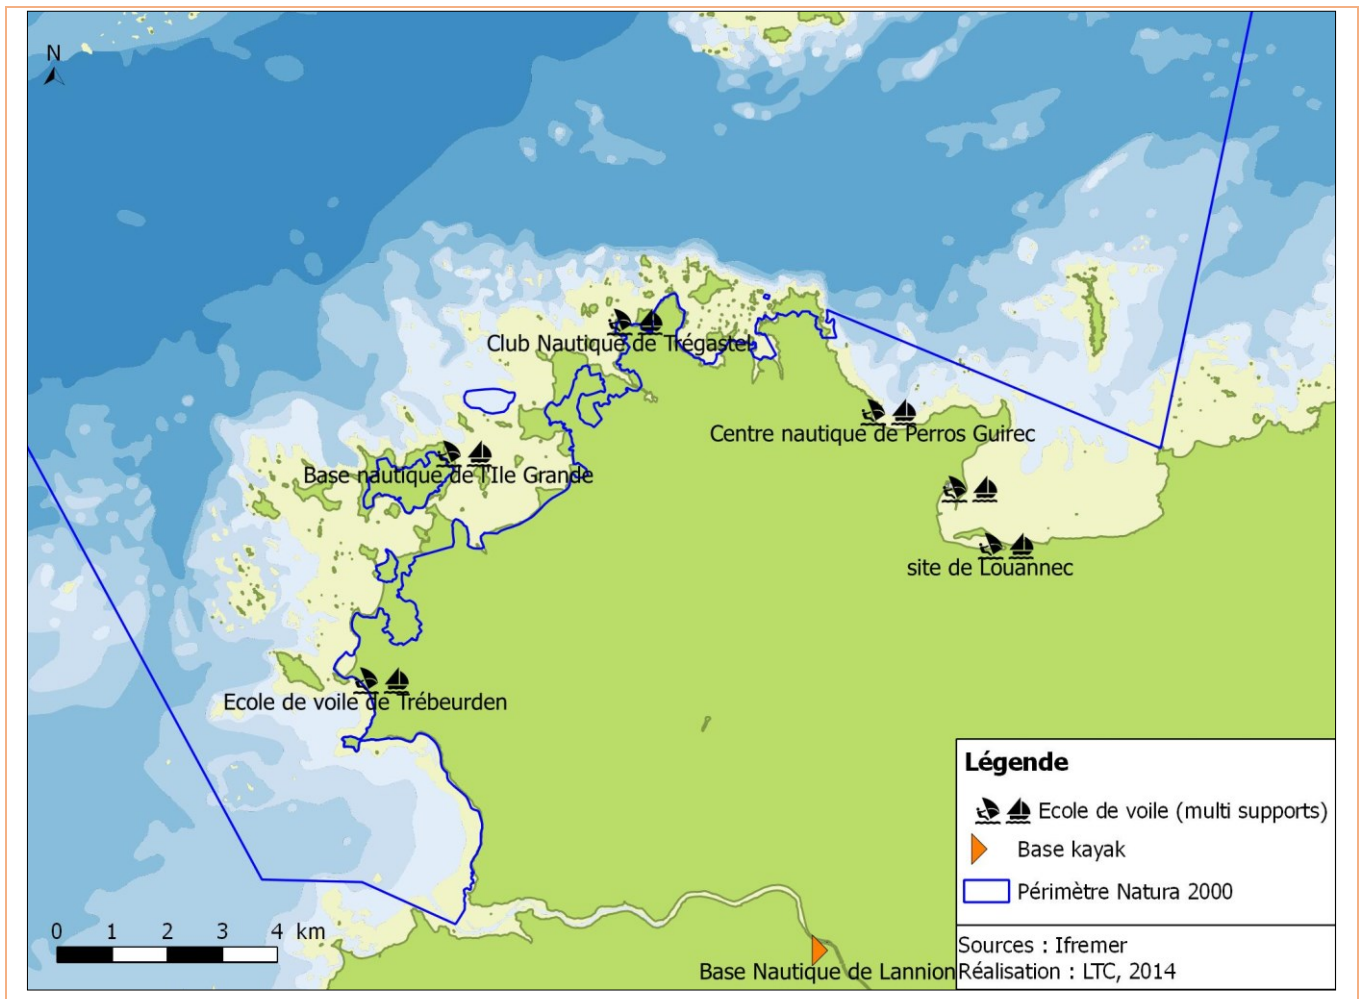 N
Club Nautique de Trégastel
Centre nautique de Perros Guirec
Base nautique de l'Ile Grande
site de Louannec
Ecole de voile de Trébeurden
Légende
Ecole de voile (multi supports)
Base kayak
Périmètre Natura 2000
0 1 2 3 4 km
Sources : Ifremer
Base Nautique de Lannion
Réalisation : LTC, 2014